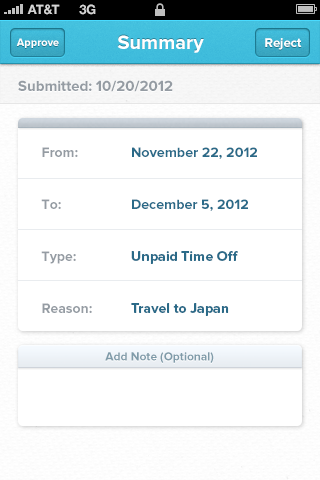 AT&T 3G
Approve Summary Reject
Submitted: 10/20/2012
From: November 22, 2012
To: December 5, 2012
Type: Unpaid Time Off
Reason: Travel to Japan
Add Note (Optional)